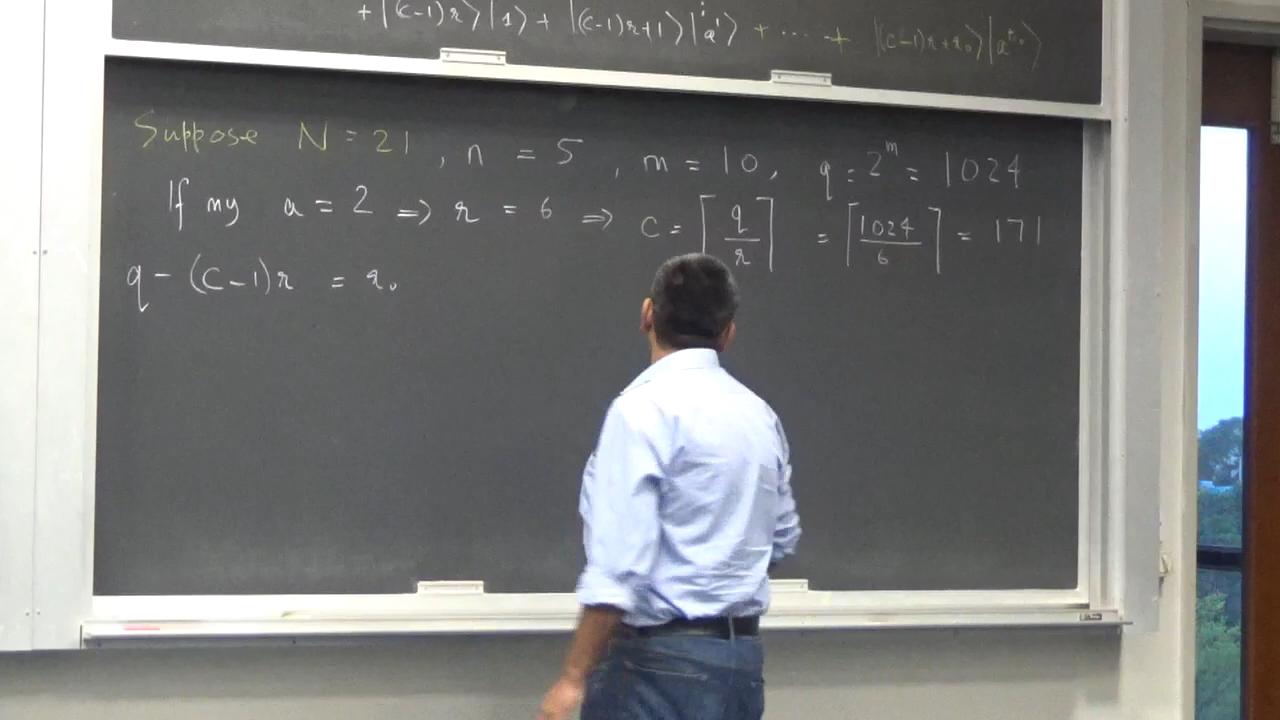 + |(c-1)r⟩|1⟩ + |(c-1)r+1⟩|a¹⟩ + ... + |(c-1)r+r₀⟩|a^r₀⟩
Suppose N = 21, n = 5, m = 10, q = 2^m = 1024
If my a = 2 ⇒ r = 6 ⇒ c = ⌈q/r⌉ = ⌈1024/6⌉ = 171
q - (c-1)r = r₀